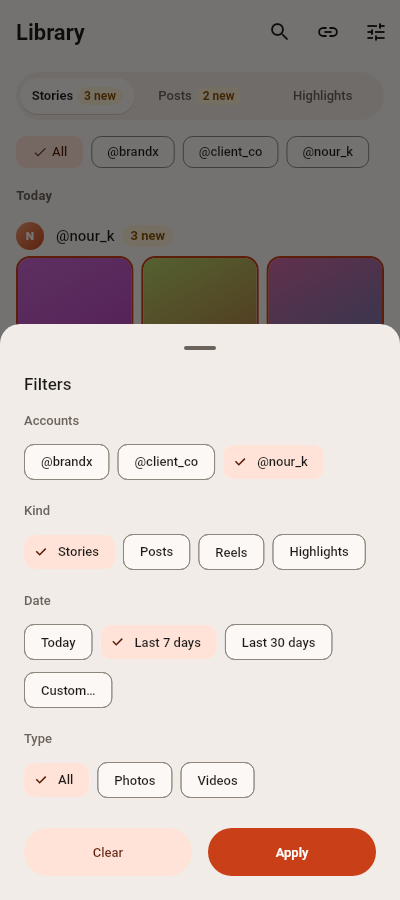 Library
Stories 3 new Posts 2 new Highlights
All @brandx @client_co @nour_k
Today
N @nour_k 3 new
Filters
Accounts
@brandx @client_co @nour_k
Kind
Stories Posts Reels Highlights
Date
Today Last 7 days Last 30 days
Custom...
Type
All Photos Videos
Clear Apply